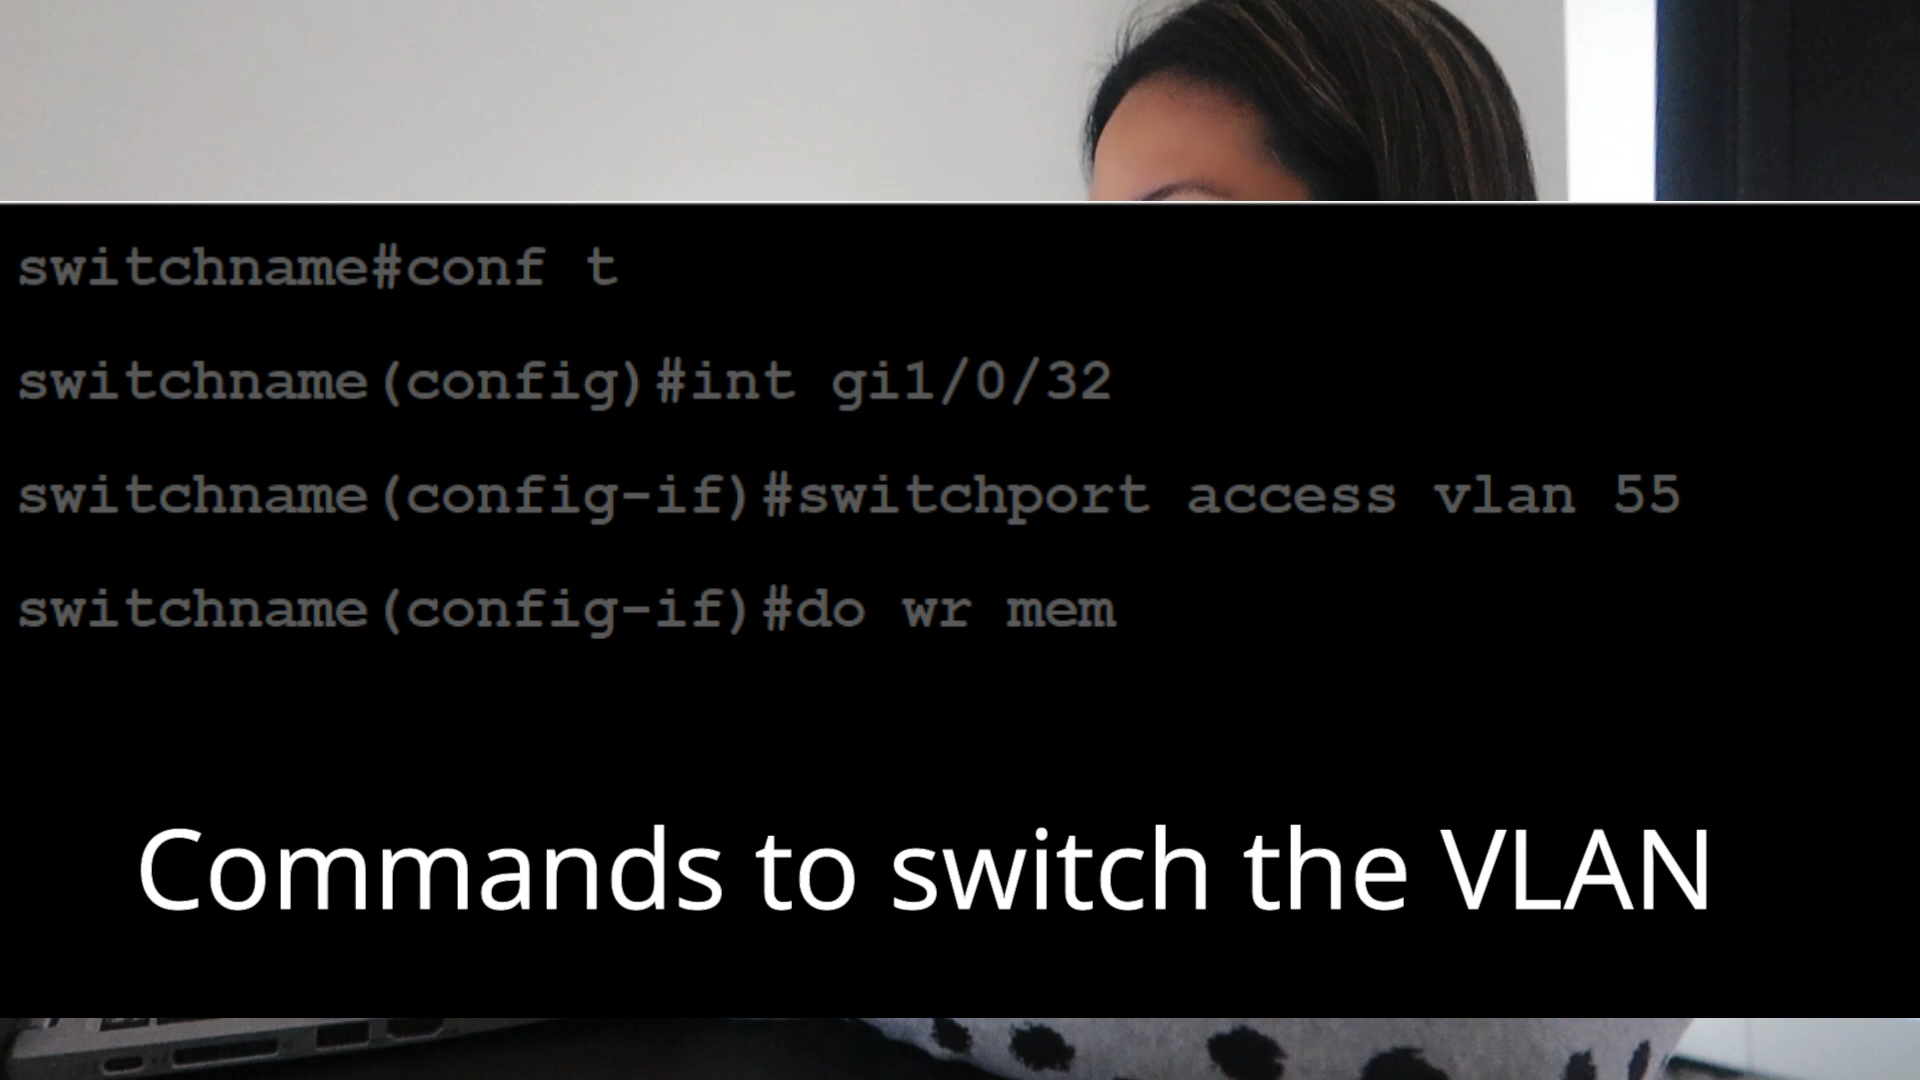 switchname#conf t
switchname(config)#int gi1/0/32
switchname(config-if)#switchport access vlan 55
switchname(config-if)#do wr mem
Commands to switch the VLAN